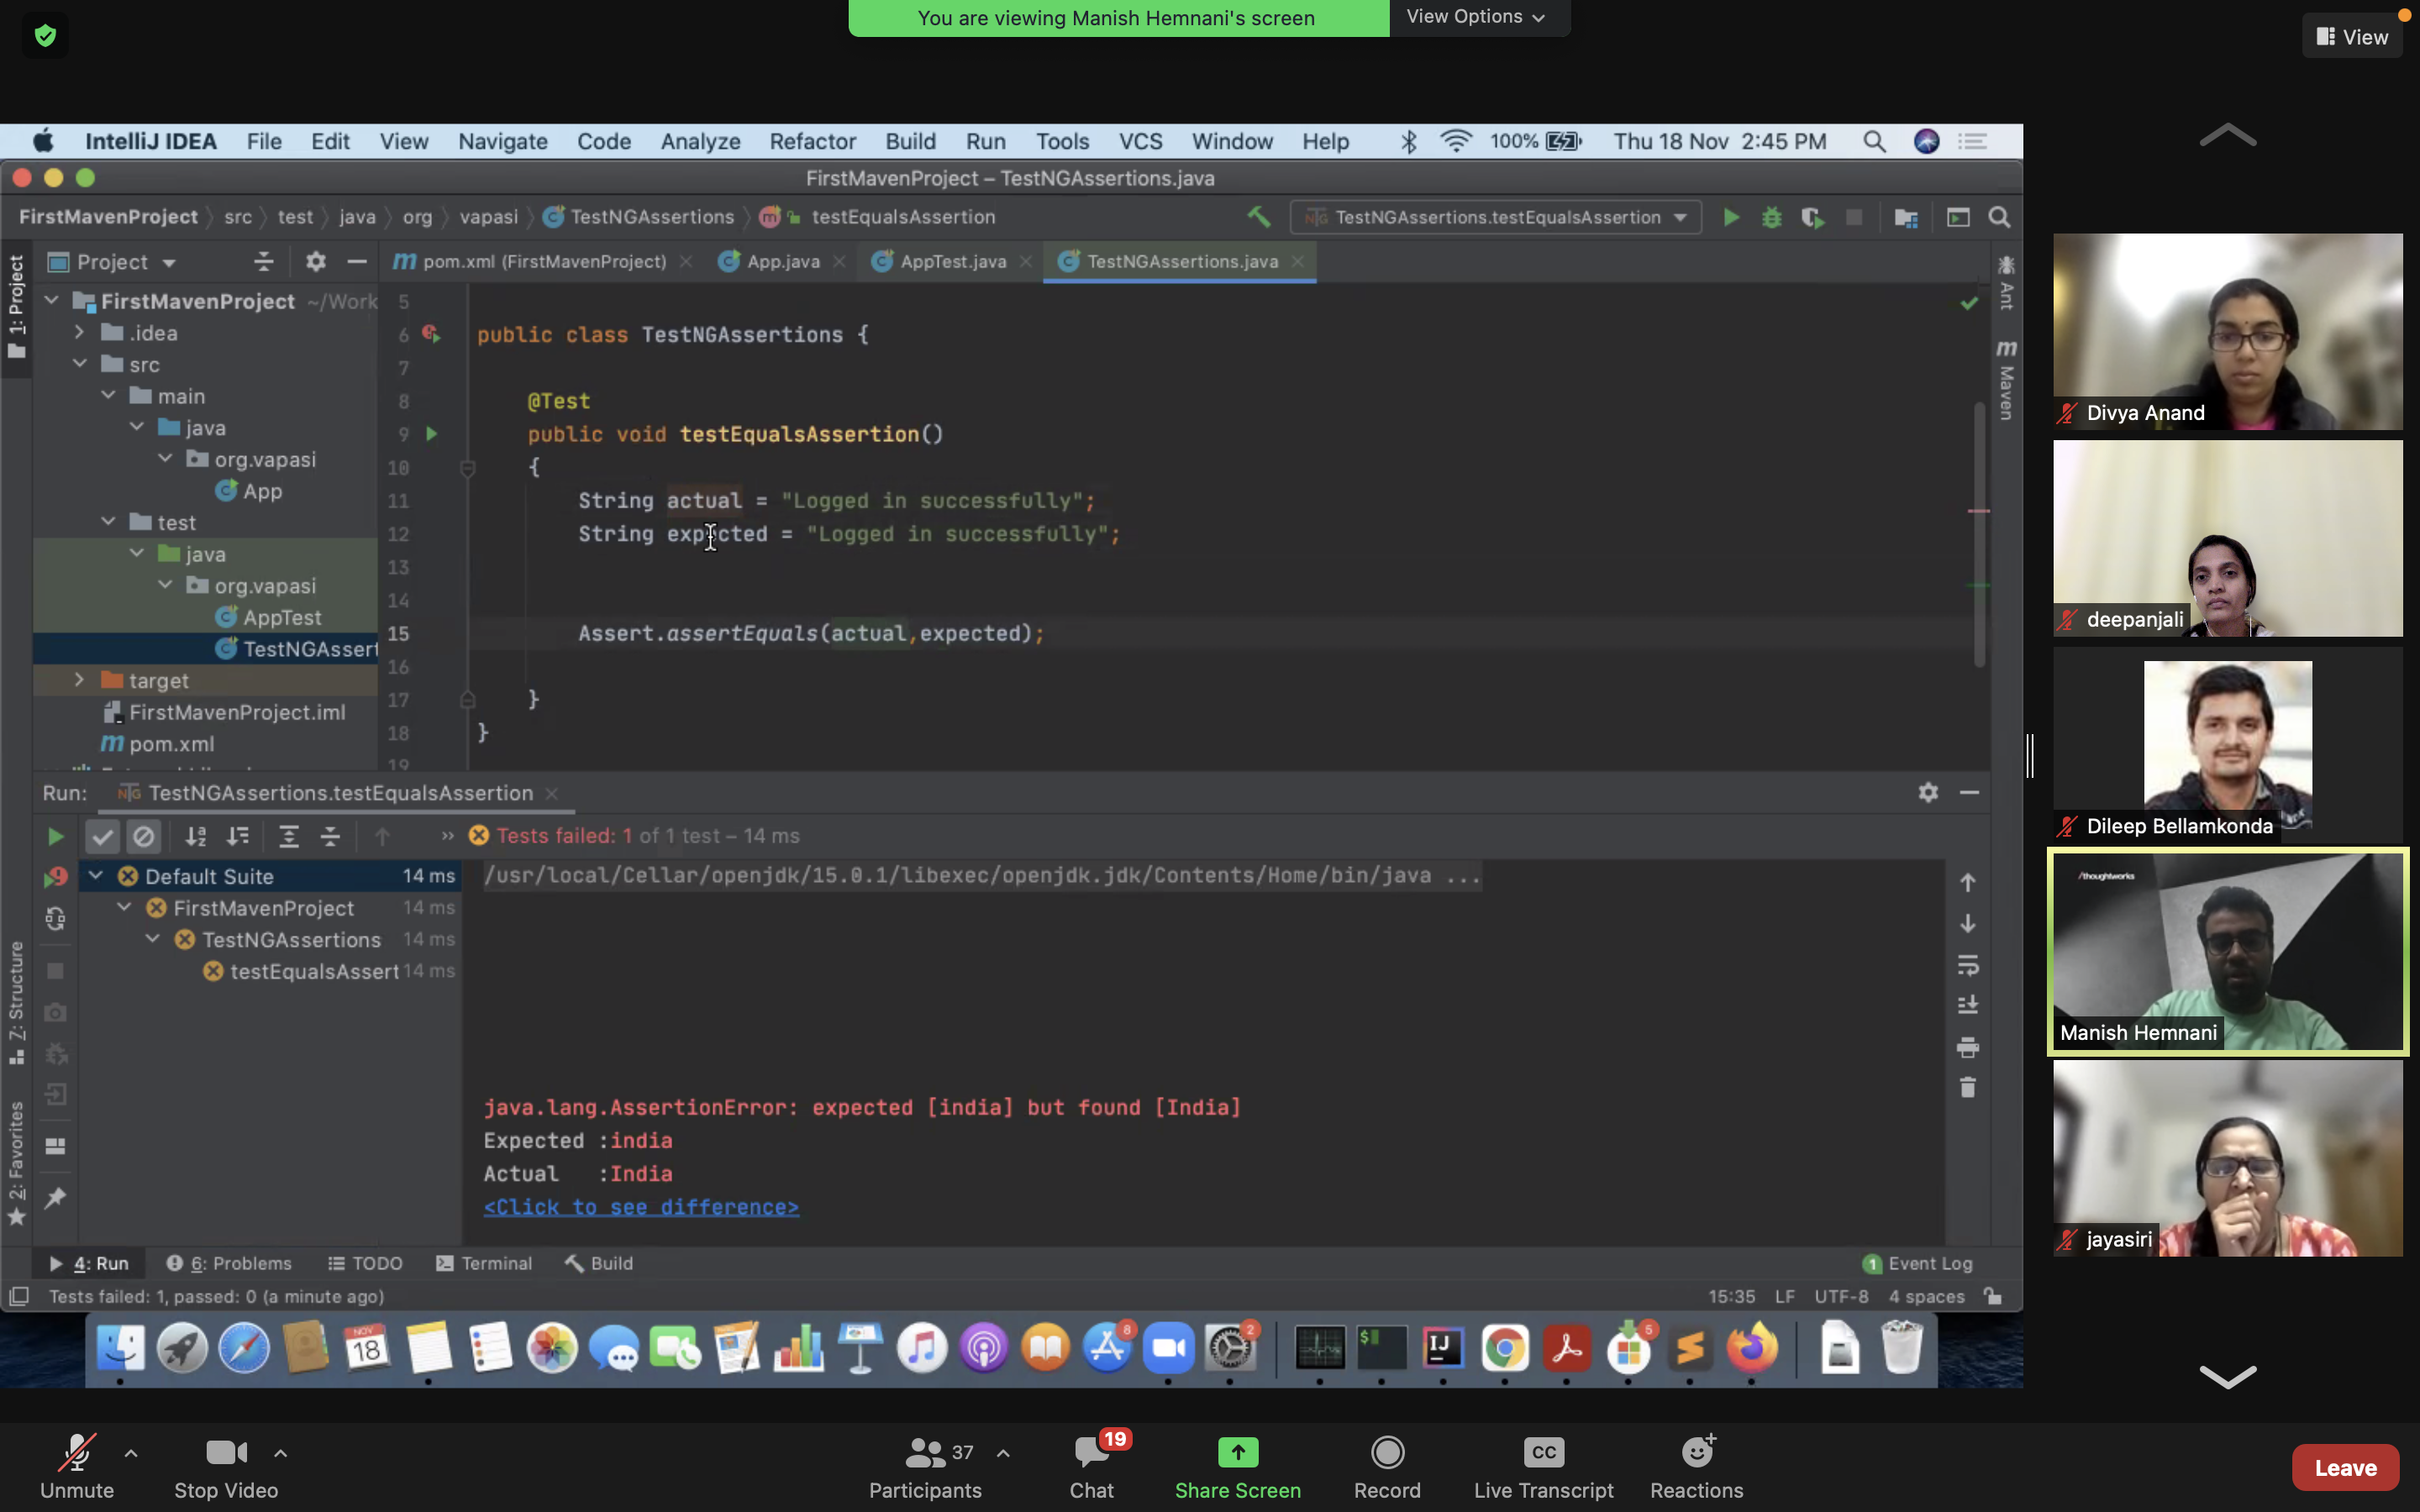 You are viewing Manish Hemnani's screen
View Options
View
IntelliJ IDEA File Edit View Navigate Code Analyze Refactor Build Run Tools VCS Window Help 100% Thu 18 Nov 2:45 PM
FirstMavenProject – TestNGAssertions.java
FirstMavenProject src test java org vapasi TestNGAssertions testEqualsAssertion TestNGAssertions.testEqualsAssertion
1: Project
Project
pom.xml (FirstMavenProject) App.java AppTest.java TestNGAssertions.java
Ant
Maven
FirstMavenProject ~/Work
.idea
src
main
java
org.vapasi
App
test
java
org.vapasi
AppTest
TestNGAssert
target
FirstMavenProject.iml
pom.xml
5
6 public class TestNGAssertions {
7
8 @Test
9 public void testEqualsAssertion()
10 {
11 String actual = "Logged in successfully";
12 String expected = "Logged in successfully";
13
14
15 Assert.assertEquals(actual,expected);
16
17 }
18 }
19
Run: TestNGAssertions.testEqualsAssertion
Tests failed: 1 of 1 test – 14 ms
Default Suite 14 ms
FirstMavenProject 14 ms
TestNGAssertions 14 ms
testEqualsAssert 14 ms
/usr/local/Cellar/openjdk/15.0.1/libexec/openjdk.jdk/Contents/Home/bin/java ...
java.lang.AssertionError: expected [india] but found [India]
Expected :india
Actual :India
<Click to see difference>
Z: Structure
2: Favorites
4: Run 6: Problems TODO Terminal Build 1 Event Log
Tests failed: 1, passed: 0 (a minute ago) 15:35 LF UTF-8 4 spaces
NOV
18
8
2
$
IJ
5
Divya Anand
deepanjali
Dileep Bellamkonda
/thoughtworks
Manish Hemnani
jayasiri
37
19
CC
Unmute Stop Video Participants Chat Share Screen Record Live Transcript Reactions Leave